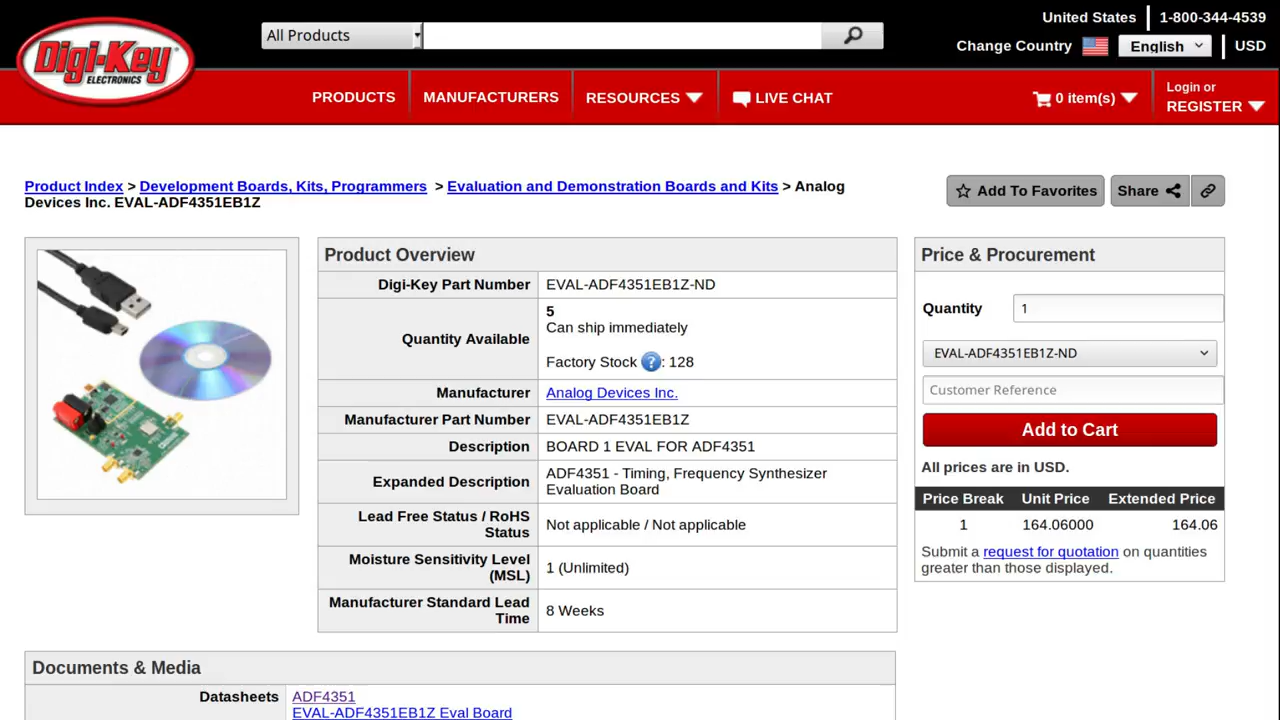 United States 1-800-344-4539
All Products
Change Country English USD
Digi-Key
ELECTRONICS
PRODUCTS MANUFACTURERS RESOURCES LIVE CHAT 0 item(s) Login or
REGISTER
Product Index > Development Boards, Kits, Programmers > Evaluation and Demonstration Boards and Kits > Analog
Devices Inc. EVAL-ADF4351EB1Z
Add To Favorites Share
Product Overview
Digi-Key Part Number EVAL-ADF4351EB1Z-ND
Quantity Available 5
Can ship immediately
Factory Stock ? : 128
Manufacturer Analog Devices Inc.
Manufacturer Part Number EVAL-ADF4351EB1Z
Description BOARD 1 EVAL FOR ADF4351
Expanded Description ADF4351 - Timing, Frequency Synthesizer
Evaluation Board
Lead Free Status / RoHS
Status Not applicable / Not applicable
Moisture Sensitivity Level
(MSL) 1 (Unlimited)
Manufacturer Standard Lead
Time 8 Weeks
Price & Procurement
Quantity 1
EVAL-ADF4351EB1Z-ND
Customer Reference
Add to Cart
All prices are in USD.
Price Break Unit Price Extended Price
1 164.06000 164.06
Submit a request for quotation on quantities
greater than those displayed.
Documents & Media
Datasheets ADF4351
EVAL-ADF4351EB1Z Eval Board